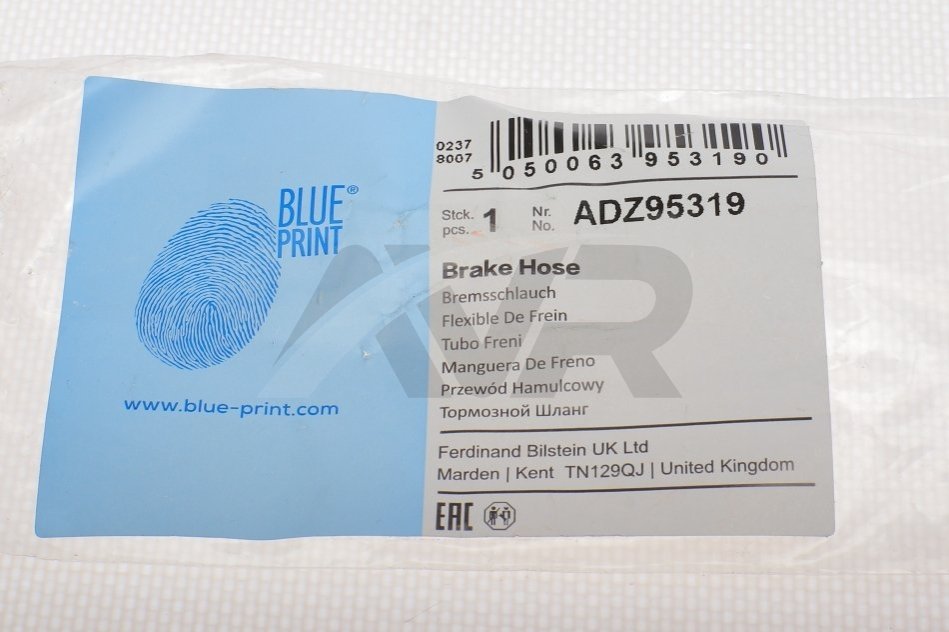 BLUE®
PRINT
www.blue-print.com
0237
8007
5 050063 953190
Stck.
pcs. 1 Nr.
No. ADZ95319
AVR
Brake Hose
Bremsschlauch
Flexible De Frein
Tubo Freni
Manguera De Freno
Przewód Hamulcowy
Тормозной Шланг
Ferdinand Bilstein UK Ltd
Marden | Kent TN129QJ | United Kingdom
EAC